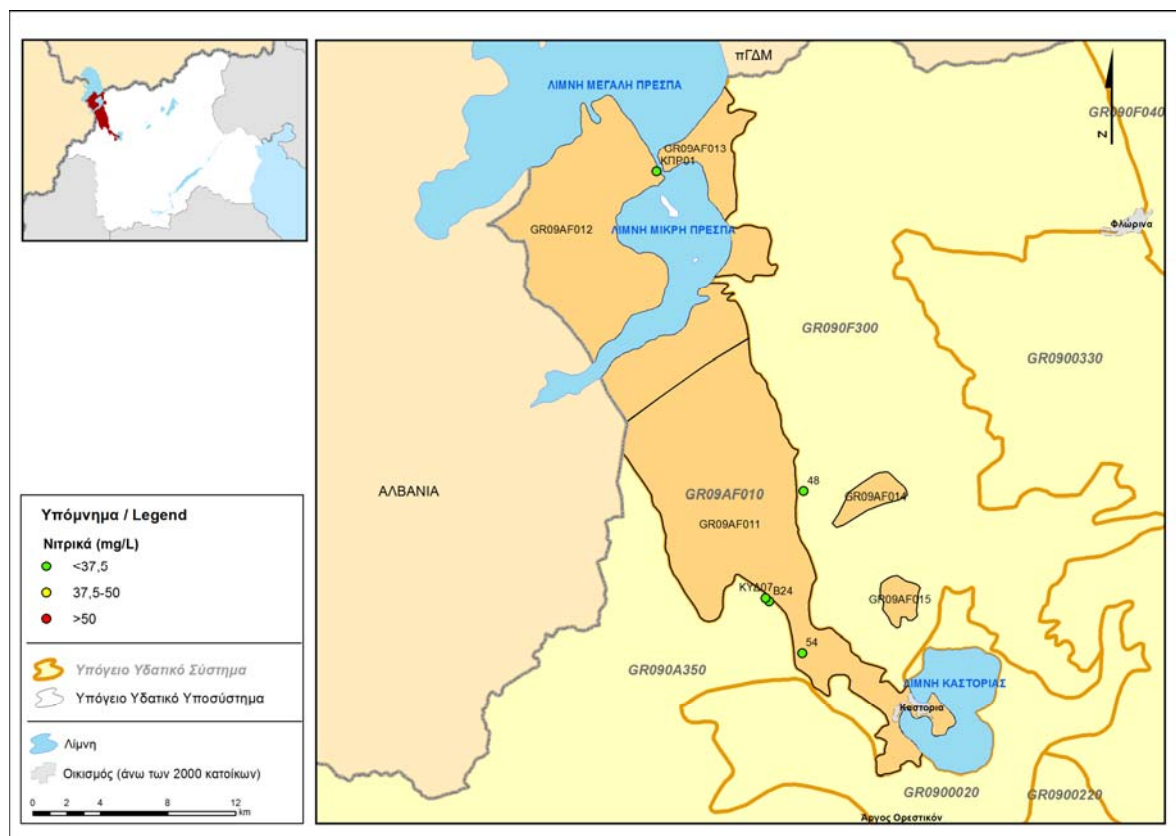 πΓΔΜ
ΛΙΜΝΗ ΜΕΓΑΛΗ ΠΡΕΣΠΑ
GR090F040
N
GR09AF013
ΚΠΡ01
Φλώρινα
GR09AF012
ΛΙΜΝΗ ΜΙΚΡΗ ΠΡΕΣΠΑ
GR090F300
GR0900330
ΑΛΒΑΝΙΑ
48
GR09AF010
GR09AF014
GR09AF011
ΚΥΔ07
Β24
GR09AF015
54
GR090A350
ΛΙΜΝΗ ΚΑΣΤΟΡΙΑΣ
Καστοριά
GR0900020
GR0900220
Άργος Ορεστικόν
Υπόμνημα / Legend
Νιτρικά (mg/L)
<37,5
37,5-50
>50
Υπόγειο Υδατικό Σύστημα
Υπόγειο Υδατικό Υποσύστημα
Λίμνη
Οικισμός (άνω των 2000 κατοίκων)
0 2 4 8 12
km